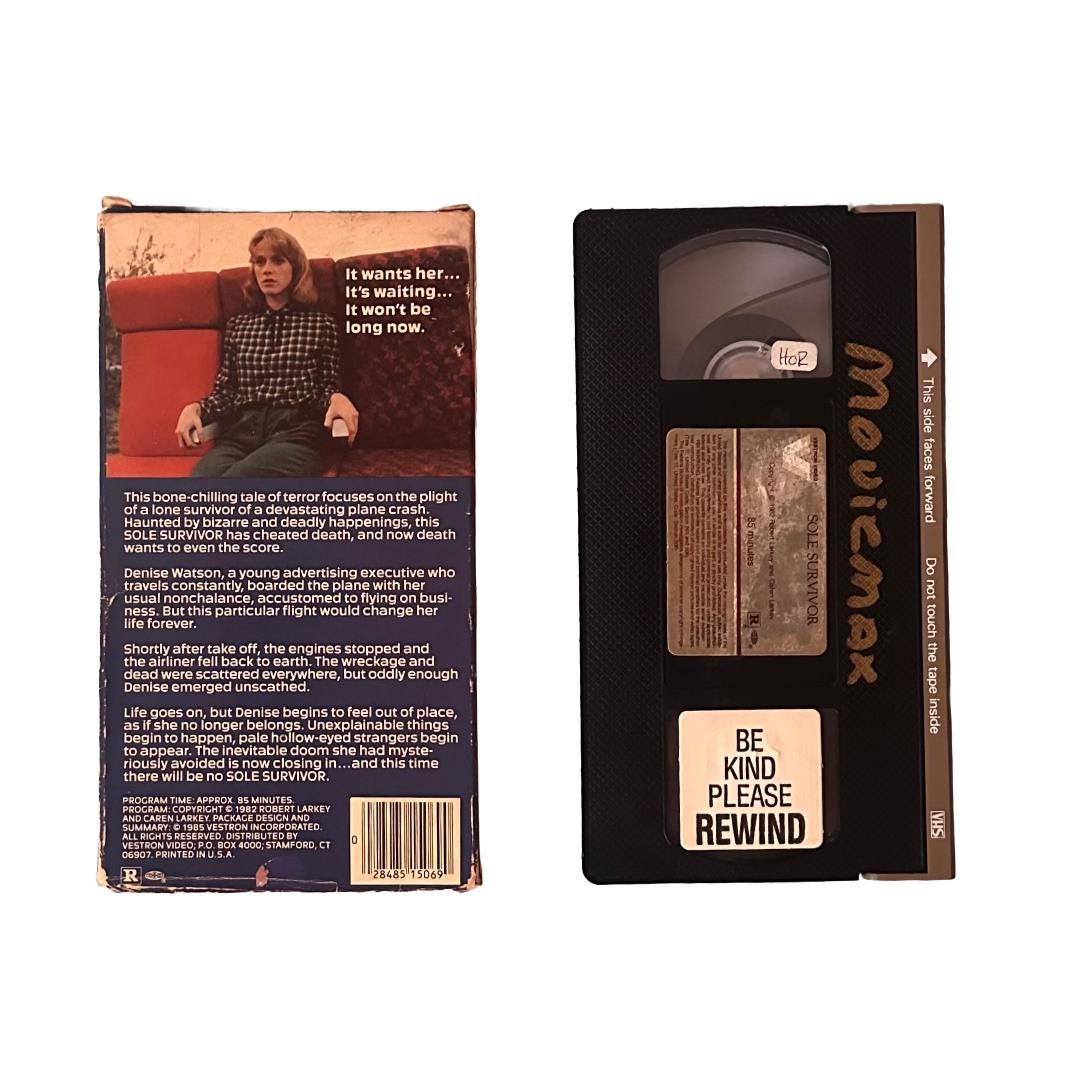 It wants her...
It's waiting...
It won't be
long now.
This bone-chilling tale of terror focuses on the plight
of a lone survivor of a devastating plane crash.
Haunted by bizarre and deadly happenings, this
SOLE SURVIVOR has cheated death, and now death
wants to even the score.
Denise Watson, a young advertising executive who
travels constantly, boarded the plane with her
usual nonchalance, accustomed to flying on busi-
ness. But this particular flight would change her
life forever.
Shortly after take off, the engines stopped and
the airliner fell back to earth. The wreckage and
dead were scattered everywhere, but oddly enough
Denise emerged unscathed.
Life goes on, but Denise begins to feel out of place,
as if she no longer belongs. Unexplainable things
begin to happen, pale hollow-eyed strangers begin
to appear. The inevitable doom she had myste-
riously avoided is now closing in...and this time
there will be no SOLE SURVIVOR.
PROGRAM TIME: APPROX. 85 MINUTES.
PROGRAM: COPYRIGHT © 1982 ROBERT LARKEY
AND CAREN LARKEY. PACKAGE DESIGN AND
SUMMARY: © 1985 VESTRON INCORPORATED.
ALL RIGHTS RESERVED. DISTRIBUTED BY
VESTRON VIDEO; P.O. BOX 4000; STAMFORD, CT
06907. PRINTED IN U.S.A.
R
0 28485 15069
HOR
Moviemax
This side faces forward Do not touch the tape inside
VHS
VESTRON VIDEO
SOLE SURVIVOR
Copyright © 1982 Robert Larkey and Caren Larkey
85 minutes
R
BE
KIND
PLEASE
REWIND